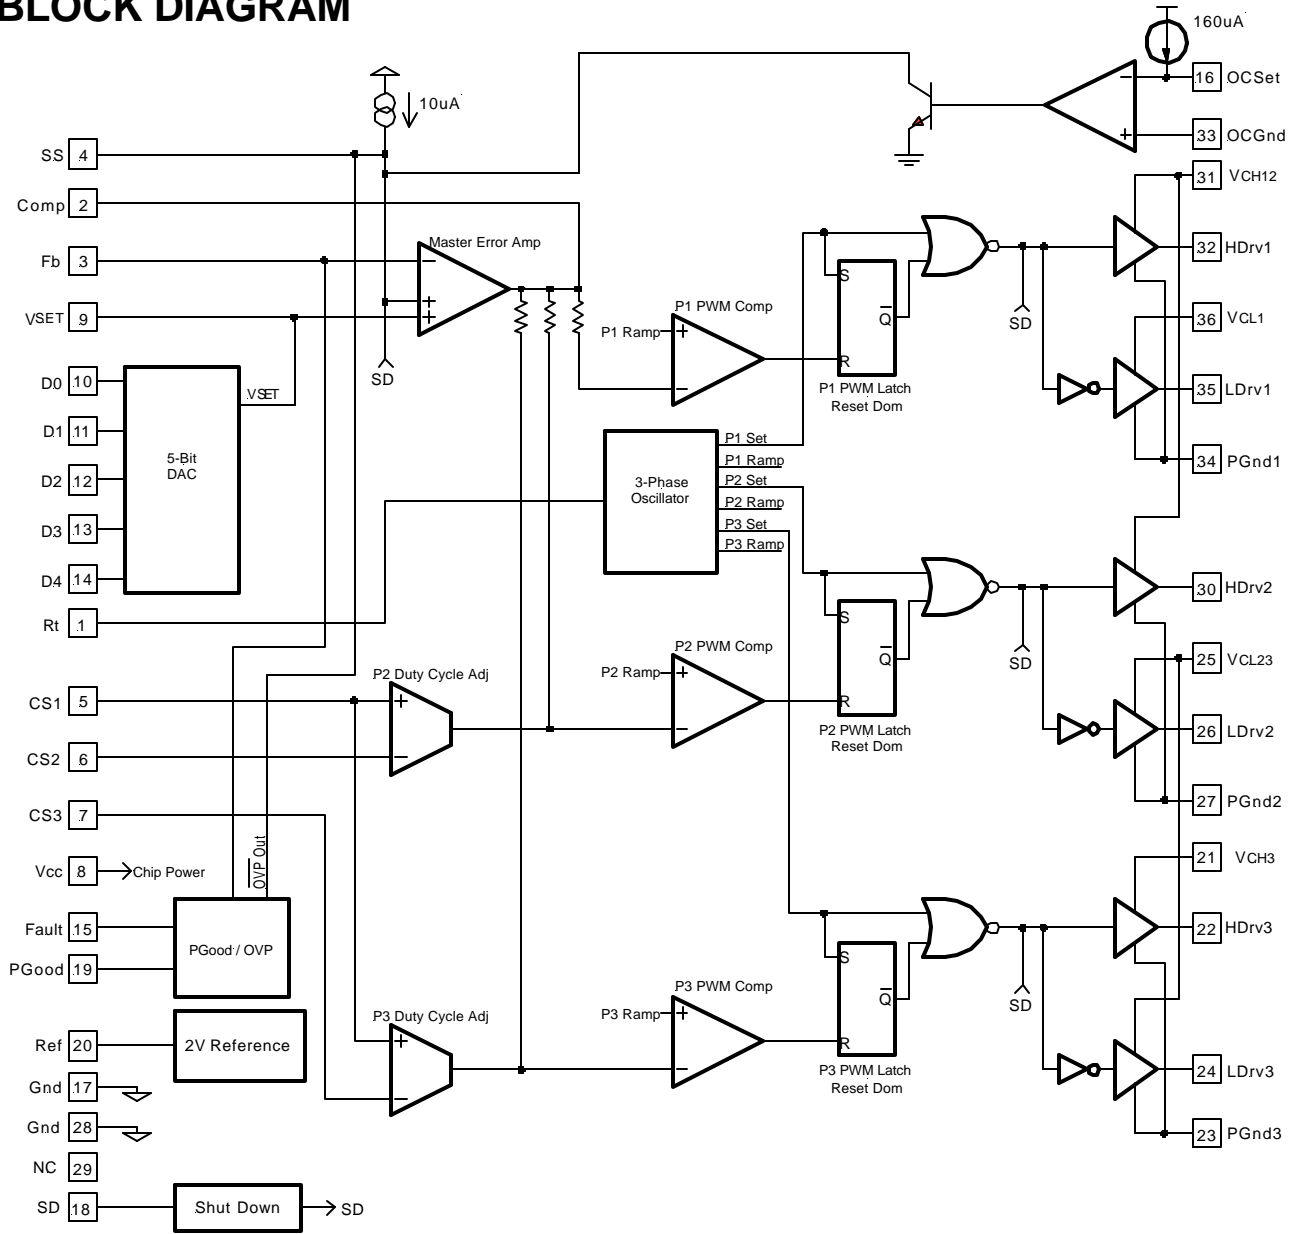 BLOCK DIAGRAM
160uA
10uA
16 OCSet
33 OCGnd
SS 4
Comp 2
Fb 3
VSET 9
Master Error Amp
SD
31 VCH12
32 HDrv1
36 VCL1
35 LDrv1
34 PGnd1
P1 PWM Comp
P1 Ramp
+
−
S
Q
R
P1 PWM Latch
Reset Dom
SD
D0 10
D1 11
D2 12
D3 13
D4 14
Rt 1
5-Bit
DAC
VSET
3-Phase
Oscillator
P1 Set
P1 Ramp
P2 Set
P2 Ramp
P3 Set
P3 Ramp
30 HDrv2
25 VCL23
26 LDrv2
27 PGnd2
P2 Duty Cycle Adj
+
−
P2 PWM Comp
P2 Ramp
+
−
S
Q
R
P2 PWM Latch
Reset Dom
SD
CS1 5
CS2 6
CS3 7
Vcc 8 Chip Power
Fault 15
PGood 19
OVP Out
PGood / OVP
21 VCH3
22 HDrv3
24 LDrv3
23 PGnd3
P3 Duty Cycle Adj
+
−
P3 PWM Comp
P3 Ramp
+
−
S
Q
R
P3 PWM Latch
Reset Dom
SD
Ref 20
2V Reference
Gnd 17
Gnd 28
NC 29
SD 18
Shut Down
SD